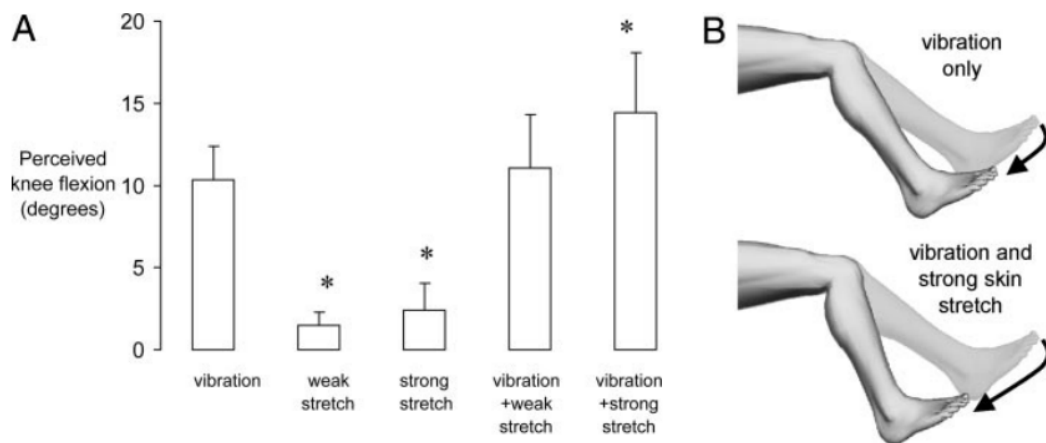 A
20
15
10
5
0
Perceived
knee flexion
(degrees)
*
*
*
vibration
weak
stretch
strong
stretch
vibration
+weak
stretch
vibration
+strong
stretch
B
vibration
only
vibration and
strong skin
stretch